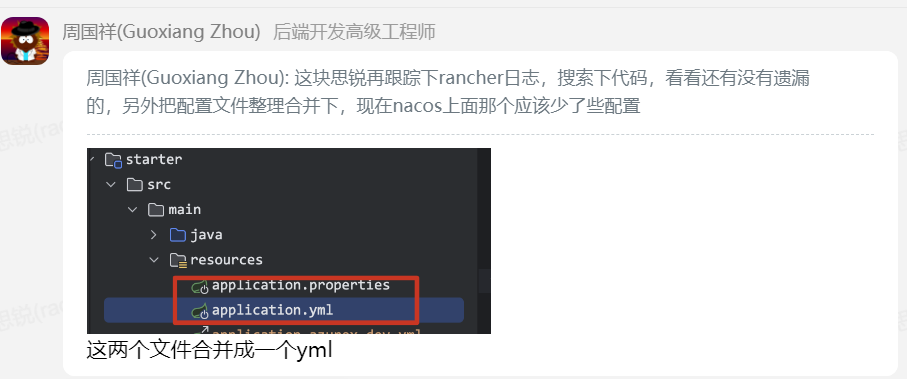 周国祥(Guoxiang Zhou) 后端开发高级工程师
周国祥(Guoxiang Zhou): 这块思锐再跟踪下rancher日志，搜索下代码，看看还有没有遗漏
的，另外把配置文件整理合并下，现在nacos上面那个应该少了些配置
starter
src
main
java
resources
application.properties
application.yml
这两个文件合并成一个yml